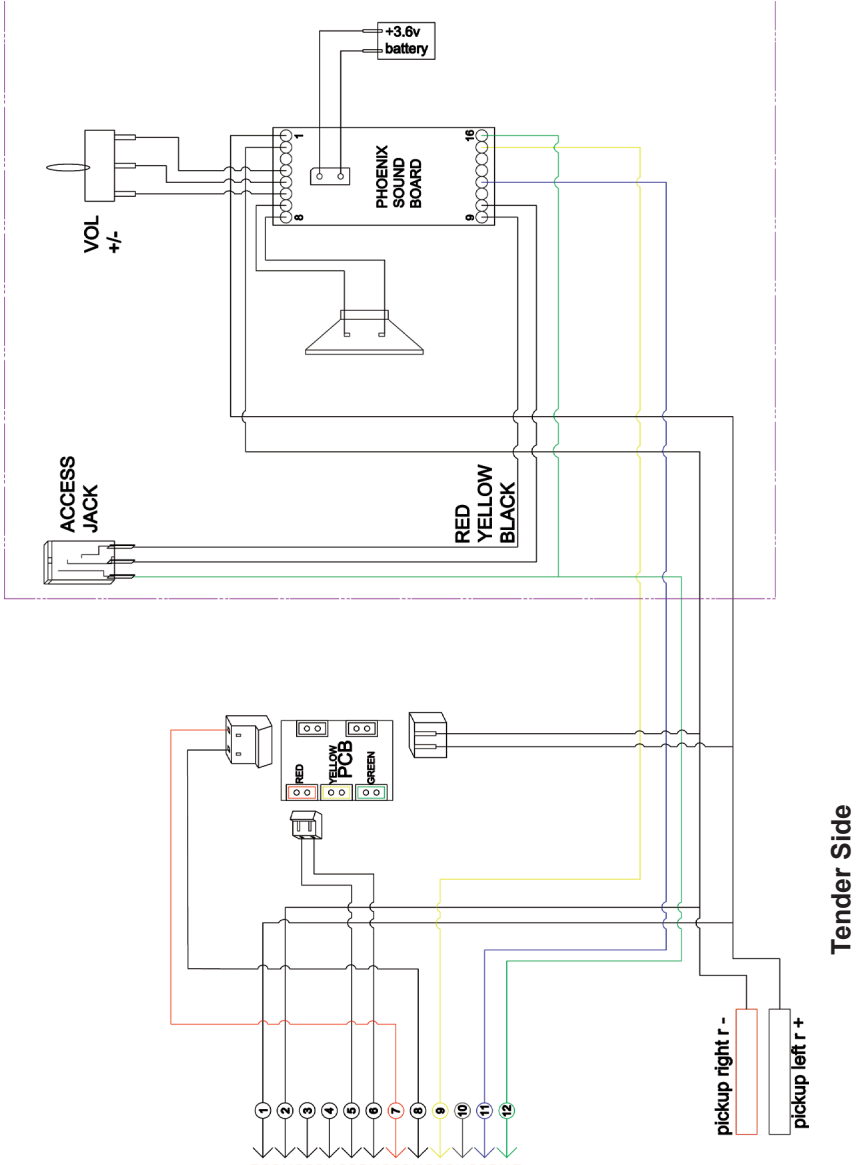 +3.6v
battery
VOL
+/-
1
8
16
9
PHOENIX
SOUND
BOARD
ACCESS
JACK
RED
YELLOW
BLACK
RED
YELLOW
PCB
GREEN
1
2
3
4
5
6
7
8
9
10
11
12
pickup right r -
pickup left r +
Tender Side